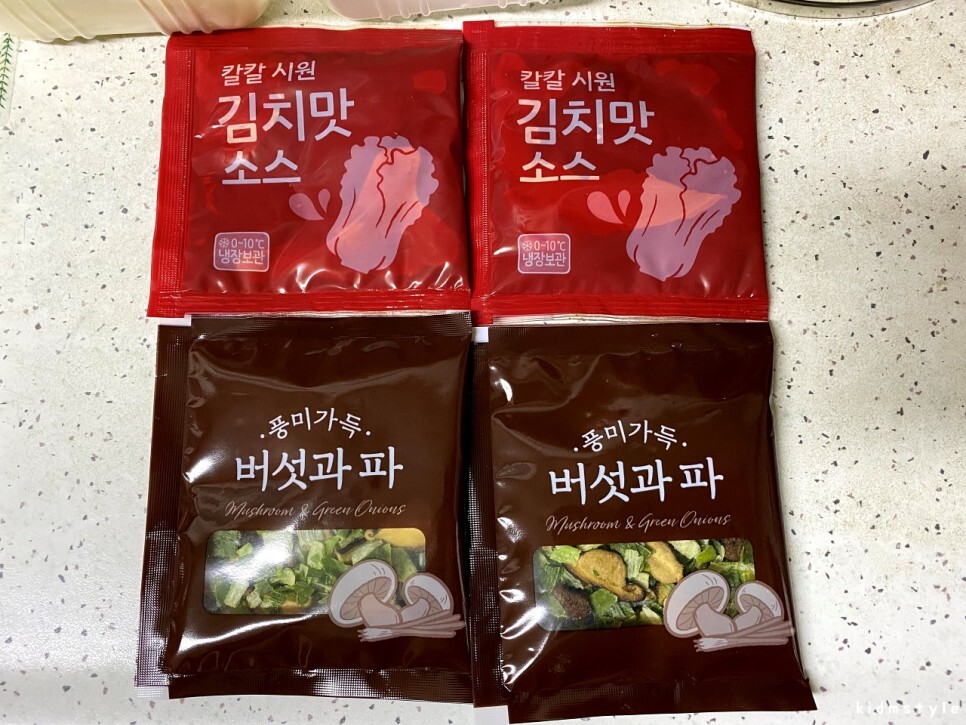 칼칼 시원
김치맛
소스
0~10℃
냉장보관
칼칼 시원
김치맛
소스
0~10℃
냉장보관
·풍미가득·
버섯과 파
Mushroom & Green Onions
·풍미가득·
버섯과 파
Mushroom & Green Onions
kidmstyle